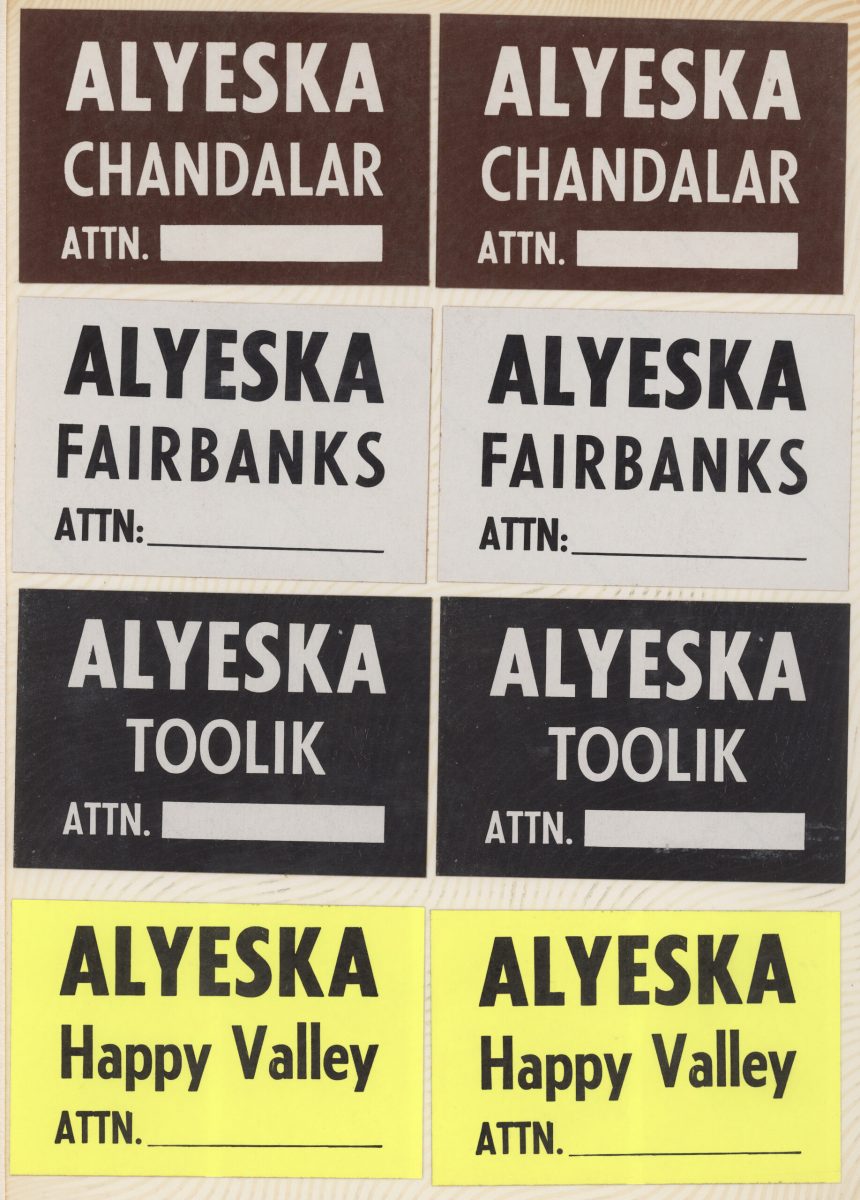 ALYESKA
CHANDALAR
ATTN.
ALYESKA
CHANDALAR
ATTN.
ALYESKA
FAIRBANKS
ATTN:
ALYESKA
FAIRBANKS
ATTN:
ALYESKA
TOOLIK
ATTN.
ALYESKA
TOOLIK
ATTN.
ALYESKA
Happy Valley
ATTN.
ALYESKA
Happy Valley
ATTN.